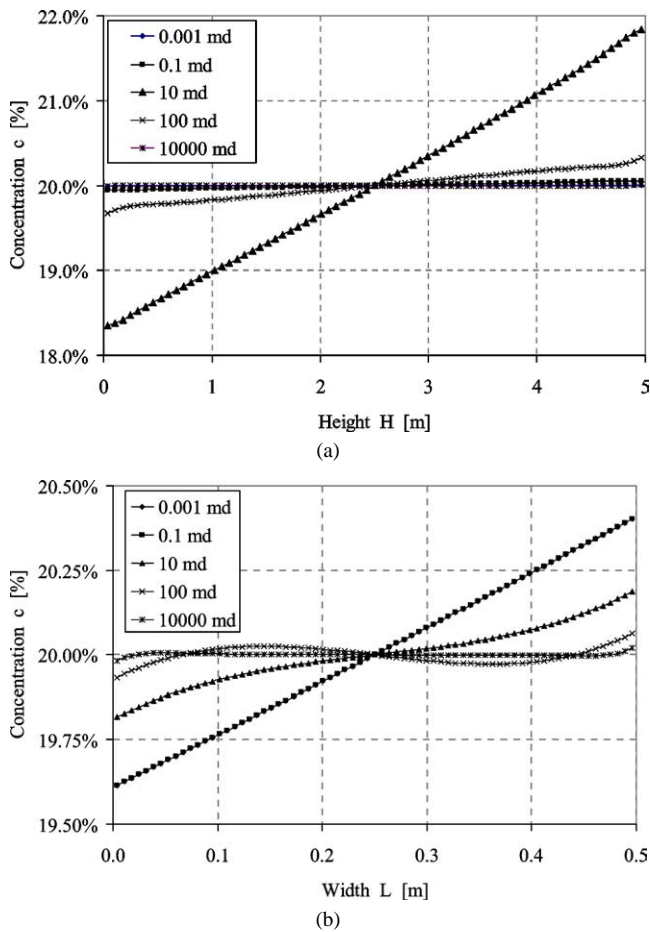 22.0%
0.001 md
0.1 md
21.0%
10 md
100 md
10000 md
20.0%
19.0%
18.0%
Concentration c [%]
0 1 2 3 4 5
Height H [m]
(a)
20.50%
0.001 md
0.1 md
20.25%
10 md
100 md
10000 md
20.00%
19.75%
19.50%
Concentration c [%]
0.0 0.1 0.2 0.3 0.4 0.5
Width L [m]
(b)